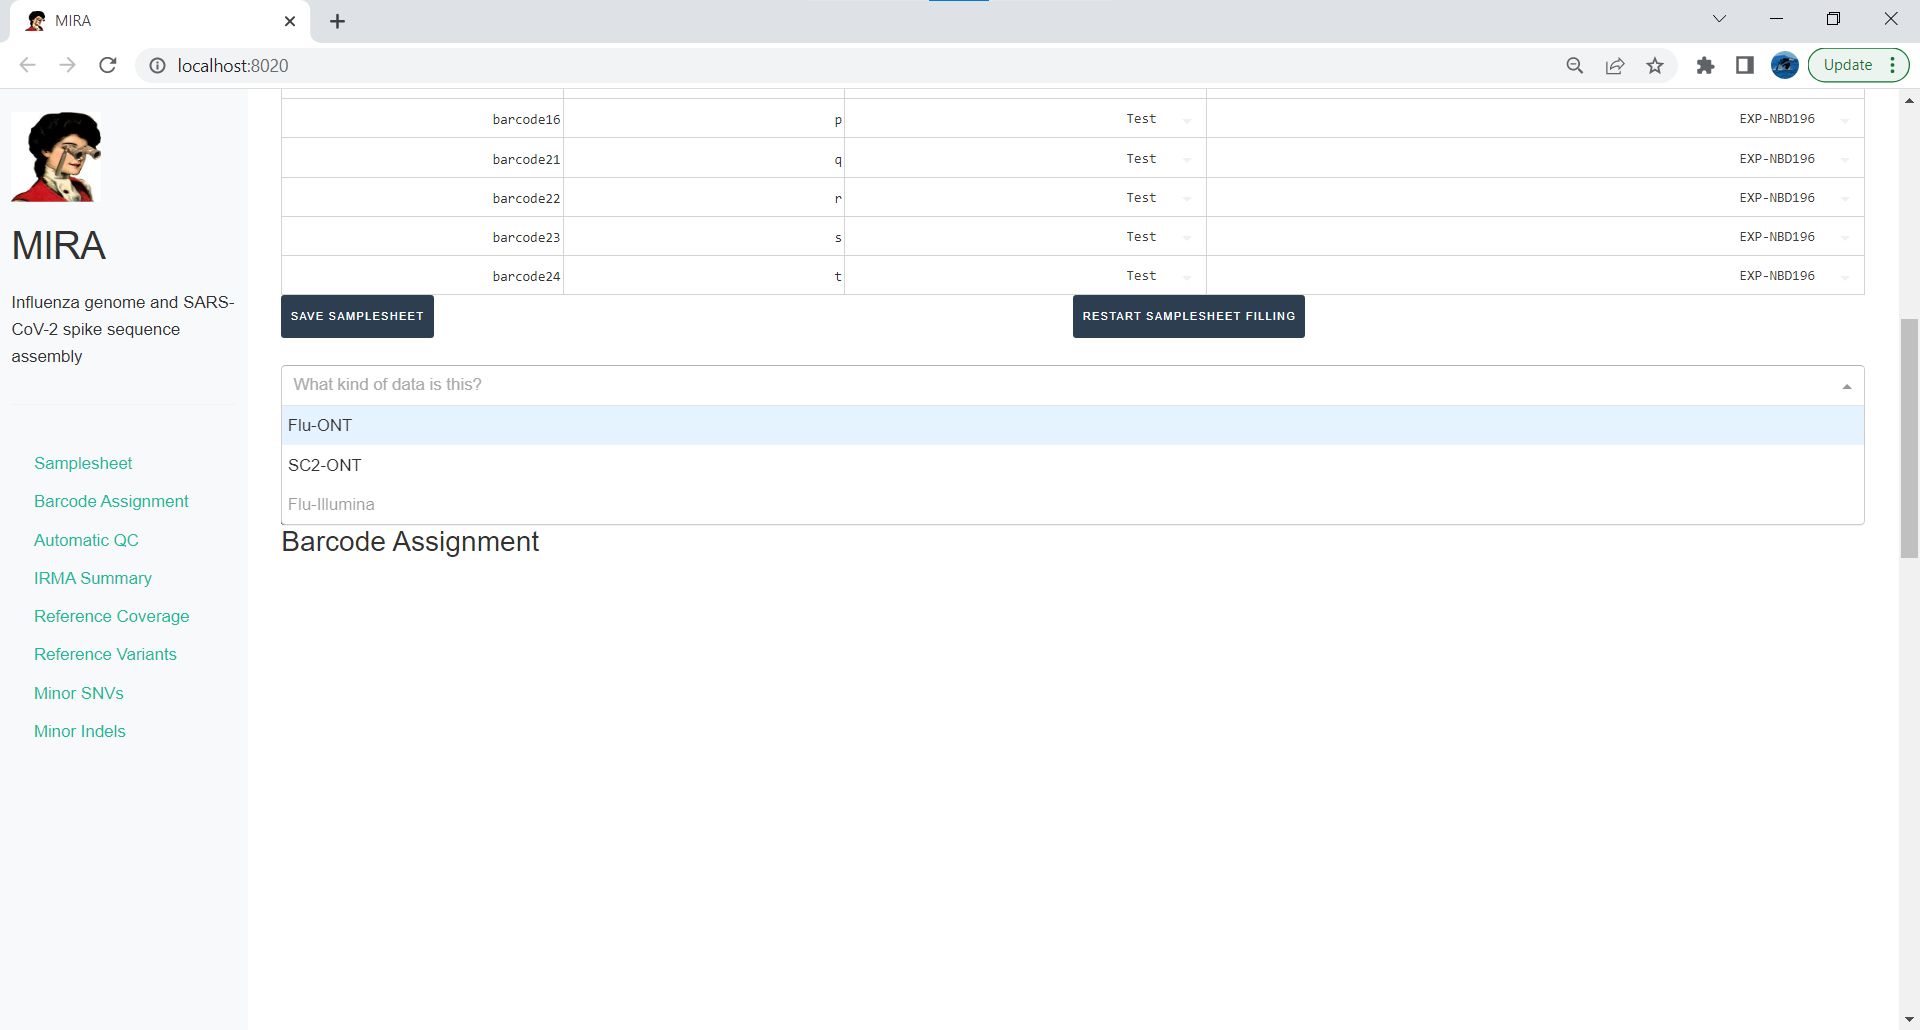 MIRA
localhost:8020
Update
MIRA
Influenza genome and SARS-
CoV-2 spike sequence
assembly
Samplesheet
Barcode Assignment
Automatic QC
IRMA Summary
Reference Coverage
Reference Variants
Minor SNVs
Minor Indels
barcode16 p Test EXP-NBD196
barcode21 q Test EXP-NBD196
barcode22 r Test EXP-NBD196
barcode23 s Test EXP-NBD196
barcode24 t Test EXP-NBD196
SAVE SAMPLESHEET RESTART SAMPLESHEET FILLING
What kind of data is this?
Flu-ONT
SC2-ONT
Flu-Illumina
Barcode Assignment